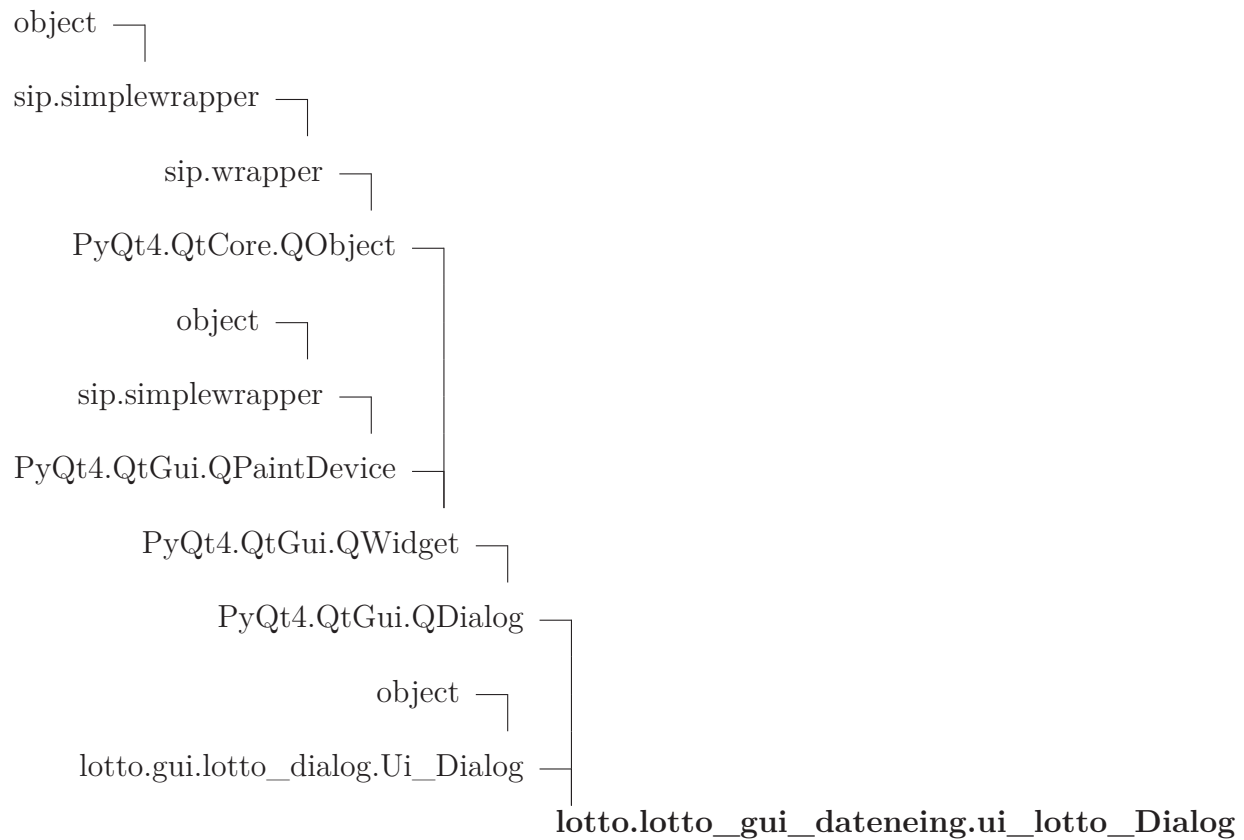 object
sip.simplewrapper
sip.wrapper
PyQt4.QtCore.QObject
object
sip.simplewrapper
PyQt4.QtGui.QPaintDevice
PyQt4.QtGui.QWidget
PyQt4.QtGui.QDialog
object
lotto.gui.lotto_dialog.Ui_Dialog
lotto.lotto_gui_dateneing.ui_lotto_Dialog